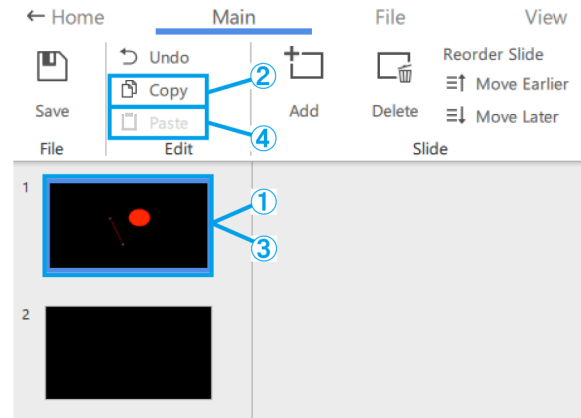 ← Home Main File View
Undo
Copy
Paste
Save
Add
Delete
Reorder Slide
Move Earlier
Move Later
File Edit Slide
②
④
1
①
③
2